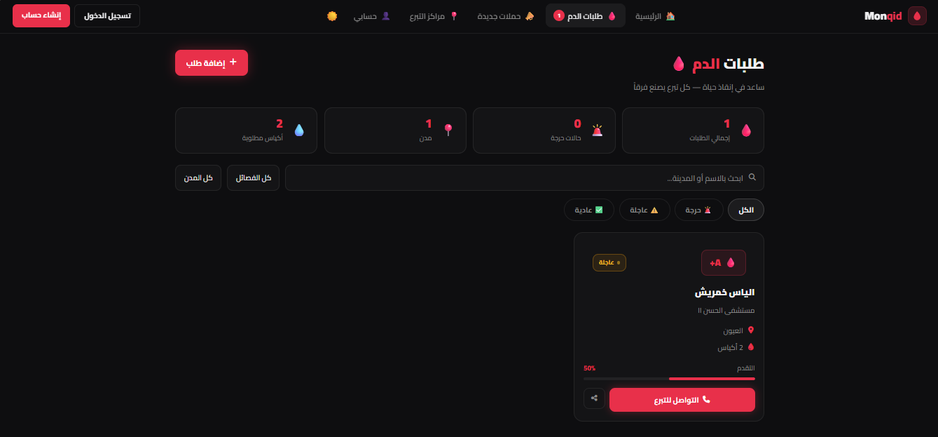 Monqid
الرئيسية
طلبات الدم 1
حملات جديدة
مراكز التبرع
حسابي
تسجيل الدخول
إنشاء حساب
طلبات الدم
+ إضافة طلب
ساعد في إنقاذ حياة — كل تبرع يصنع فرقاً
1
إجمالي الطلبات
0
حالات حرجة
1
مدن
2
أكياس مطلوبة
ابحث بالاسم أو المدينة...
كل الفصائل
كل المدن
الكل
حرجة
عاجلة
عادية
A+
عاجلة
الياس خمريش
مستشفى الحسن II
العيون
2 أكياس
التقدم
50%
التواصل للتبرع